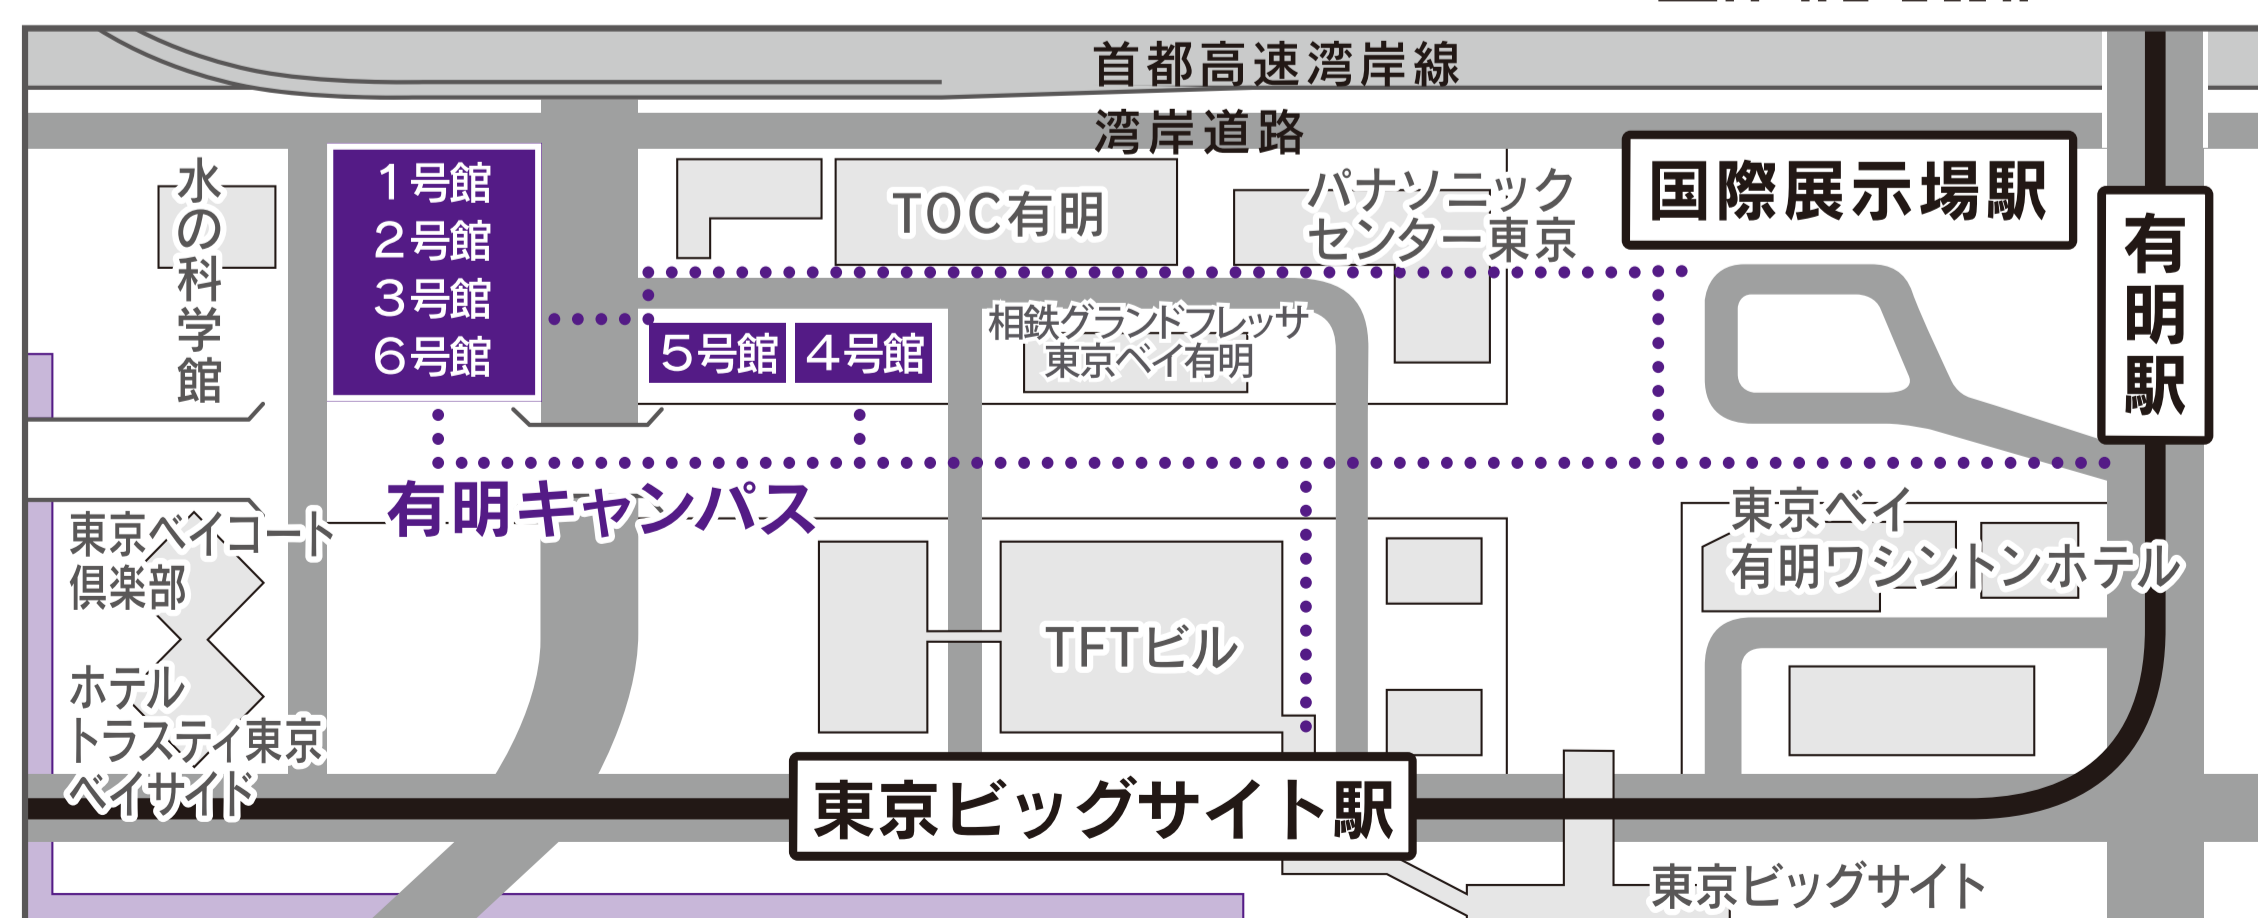 首都高速湾岸線
湾岸道路
水の科学館
1号館
2号館
3号館
6号館
TOC有明
パナソニック
センター東京
国際展示場駅
有明駅
5号館
4号館
相鉄グランドフレッサ
東京ベイ有明
有明キャンパス
東京ベイコート
倶楽部
ホテル
トラスティ東京
ベイサイド
TFTビル
東京ベイ
有明ワシントンホテル
東京ビッグサイト駅
東京ビッグサイト